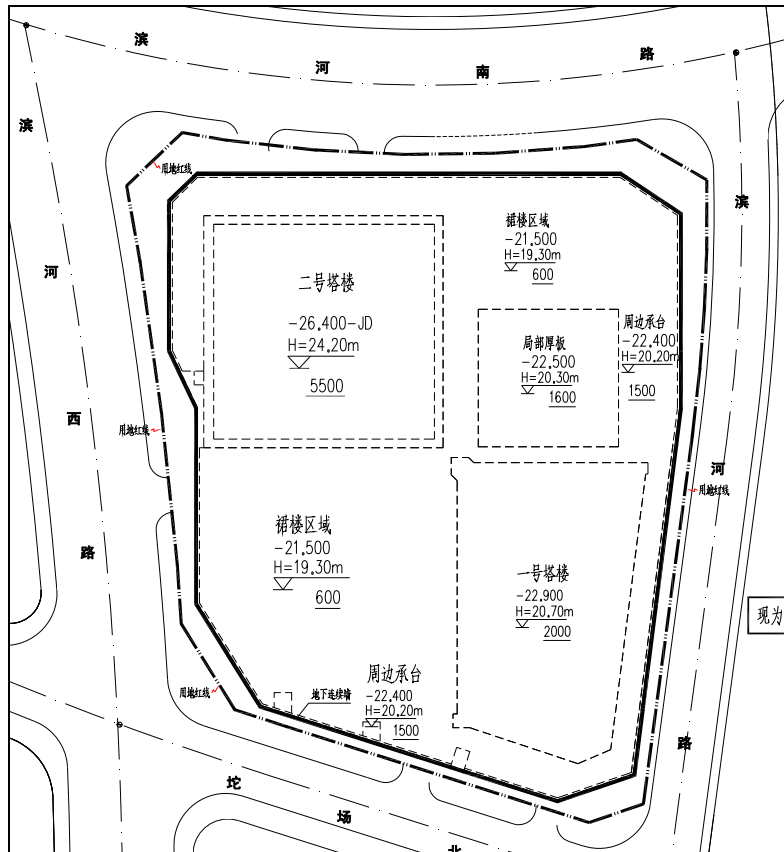 滨河南路
滨河西路
滨河路
用地红线
裙楼区域
-21,500
H=19.30m
600
二号塔楼
-26,400-JD
H=24.20m
5500
局部厚板
-22,500
H=20.30m
1600
周边承台
-22,400
H=20.20m
1500
用地红线
用地红线
裙楼区域
-21,500
H=19.30m
600
一号塔楼
-22,900
H=20.70m
2000
现为
用地红线
地下连续墙
周边承台
-22,400
H=20.20m
1500
坨场北